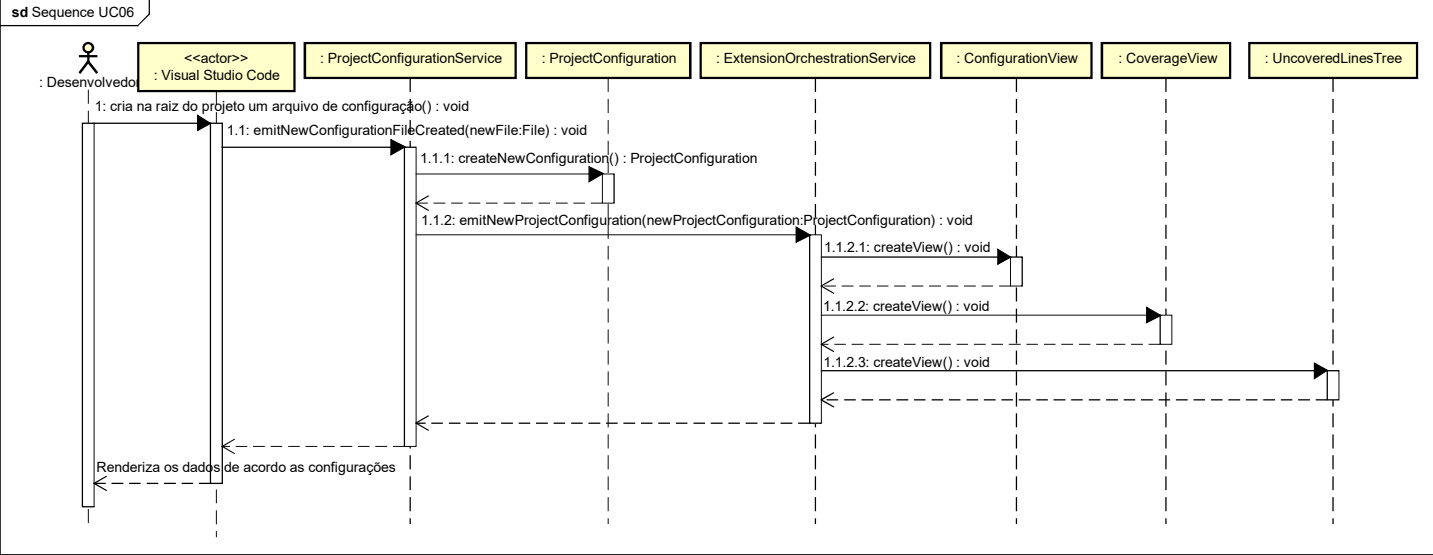 sd Sequence UC06
: Desenvolvedor
<<actor>>
: Visual Studio Code
: ProjectConfigurationService
: ProjectConfiguration
: ExtensionOrchestrationService
: ConfigurationView
: CoverageView
: UncoveredLinesTree
1: cria na raiz do projeto um arquivo de configuração() : void
1.1: emitNewConfigurationFileCreated(newFile:File) : void
1.1.1: createNewConfiguration() : ProjectConfiguration
1.1.2: emitNewProjectConfiguration(newProjectConfiguration:ProjectConfiguration) : void
1.1.2.1: createView() : void
1.1.2.2: createView() : void
1.1.2.3: createView() : void
Renderiza os dados de acordo as configurações